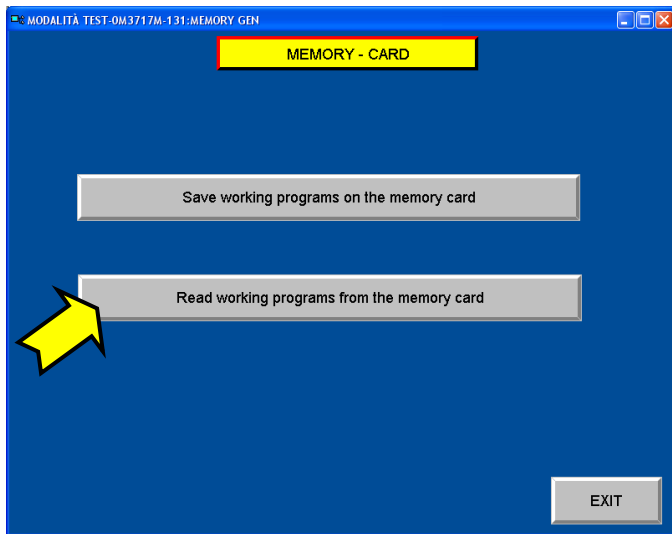 MODALITÀ TEST-0M3717M-131:MEMORY GEN
MEMORY - CARD
Save working programs on the memory card
Read working programs from the memory card
EXIT